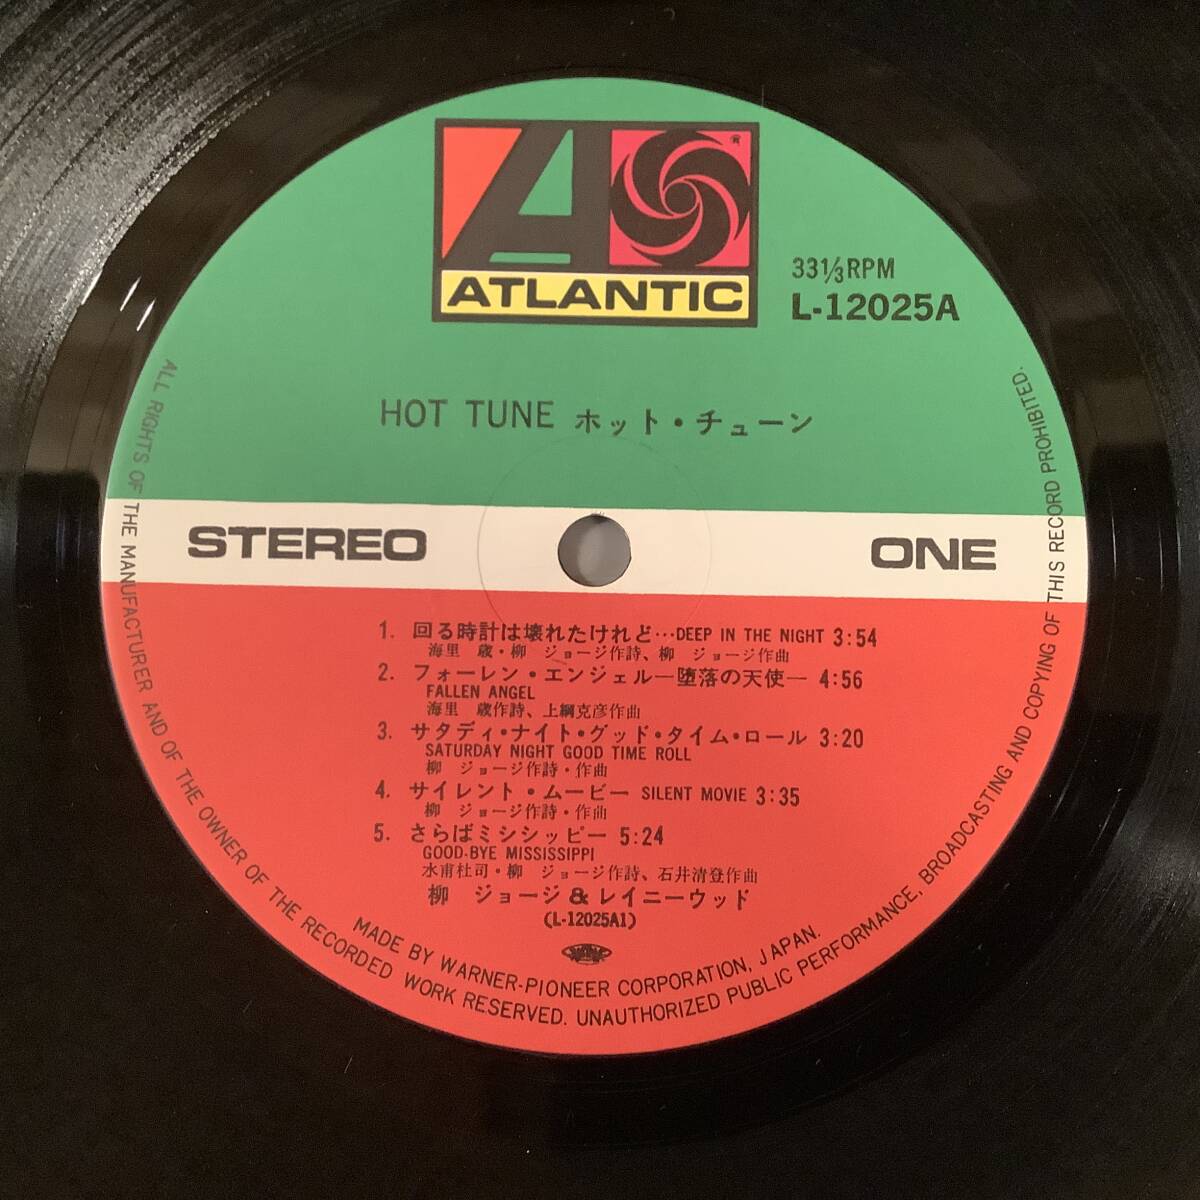 ATLANTIC
®
33⅓RPM
L-12025A
HOT TUNE ホット・チューン
STEREO
ONE
1. 回る時計は壊れたけれど…DEEP IN THE NIGHT 3:54
海里 歳・柳 ジョージ作詩、柳 ジョージ作曲
2. フォーレン・エンジェル―堕落の天使― 4:56
FALLEN ANGEL
海里 歳作詩、上綱克彦作曲
3. サタディ・ナイト・グッド・タイム・ロール 3:20
SATURDAY NIGHT GOOD TIME ROLL
柳 ジョージ作詩・作曲
4. サイレント・ムービー SILENT MOVIE 3:35
柳 ジョージ作詩・作曲
5. さらばミシシッピー 5:24
GOOD-BYE MISSISSIPPI
水甫杜司・柳 ジョージ作詩、石井清登作曲
柳 ジョージ & レイニーウッド
(L-12025A1)
MADE BY WARNER-PIONEER CORPORATION, JAPAN.
ALL RIGHTS OF THE MANUFACTURER AND OF THE OWNER OF THE RECORDED WORK RESERVED. UNAUTHORIZED PUBLIC PERFORMANCE, BROADCASTING AND COPYING OF THIS RECORD PROHIBITED.